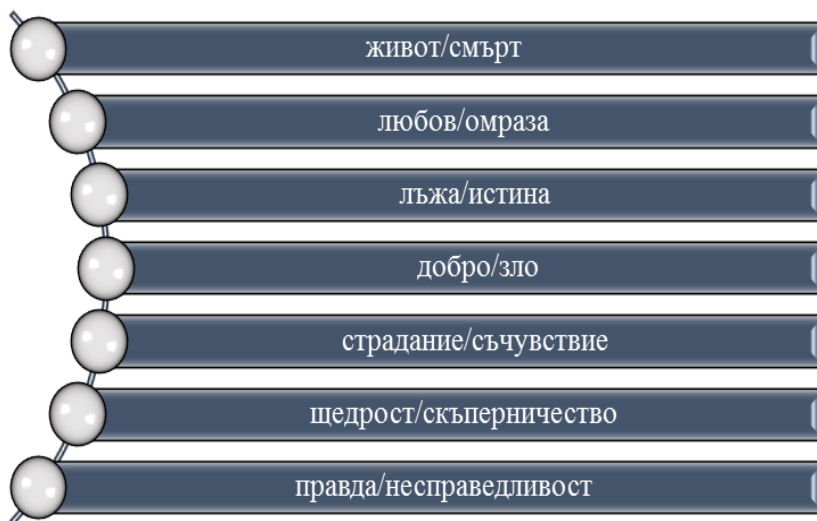 живот/смърт
любов/омраза
лъжа/истина
добро/зло
страдание/съчувствие
щедрост/скъперничество
правда/несправедливост